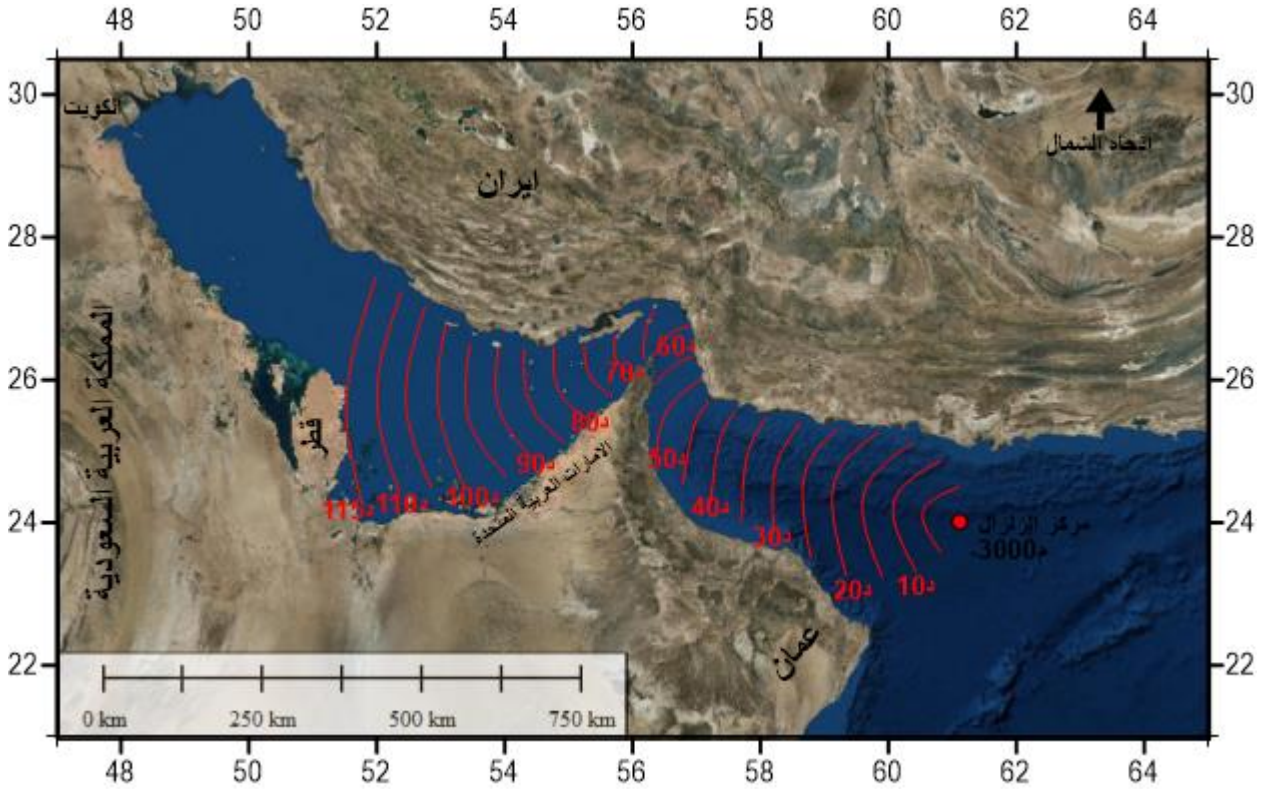 48 50 52 54 56 58 60 62 64
30 30
الكويت
اتجاه الشمال
ايران
28 28
المملكة العربية السعودية
26 26
60د
70د
80د
قطر
50د
90د
الامارات العربية المتحدة
115د 110د 100د
40د
30د
24 24
مركز الزلزال
3000د
20د
10د
عمان
22 22
0 km 250 km 500 km 750 km
48 50 52 54 56 58 60 62 64